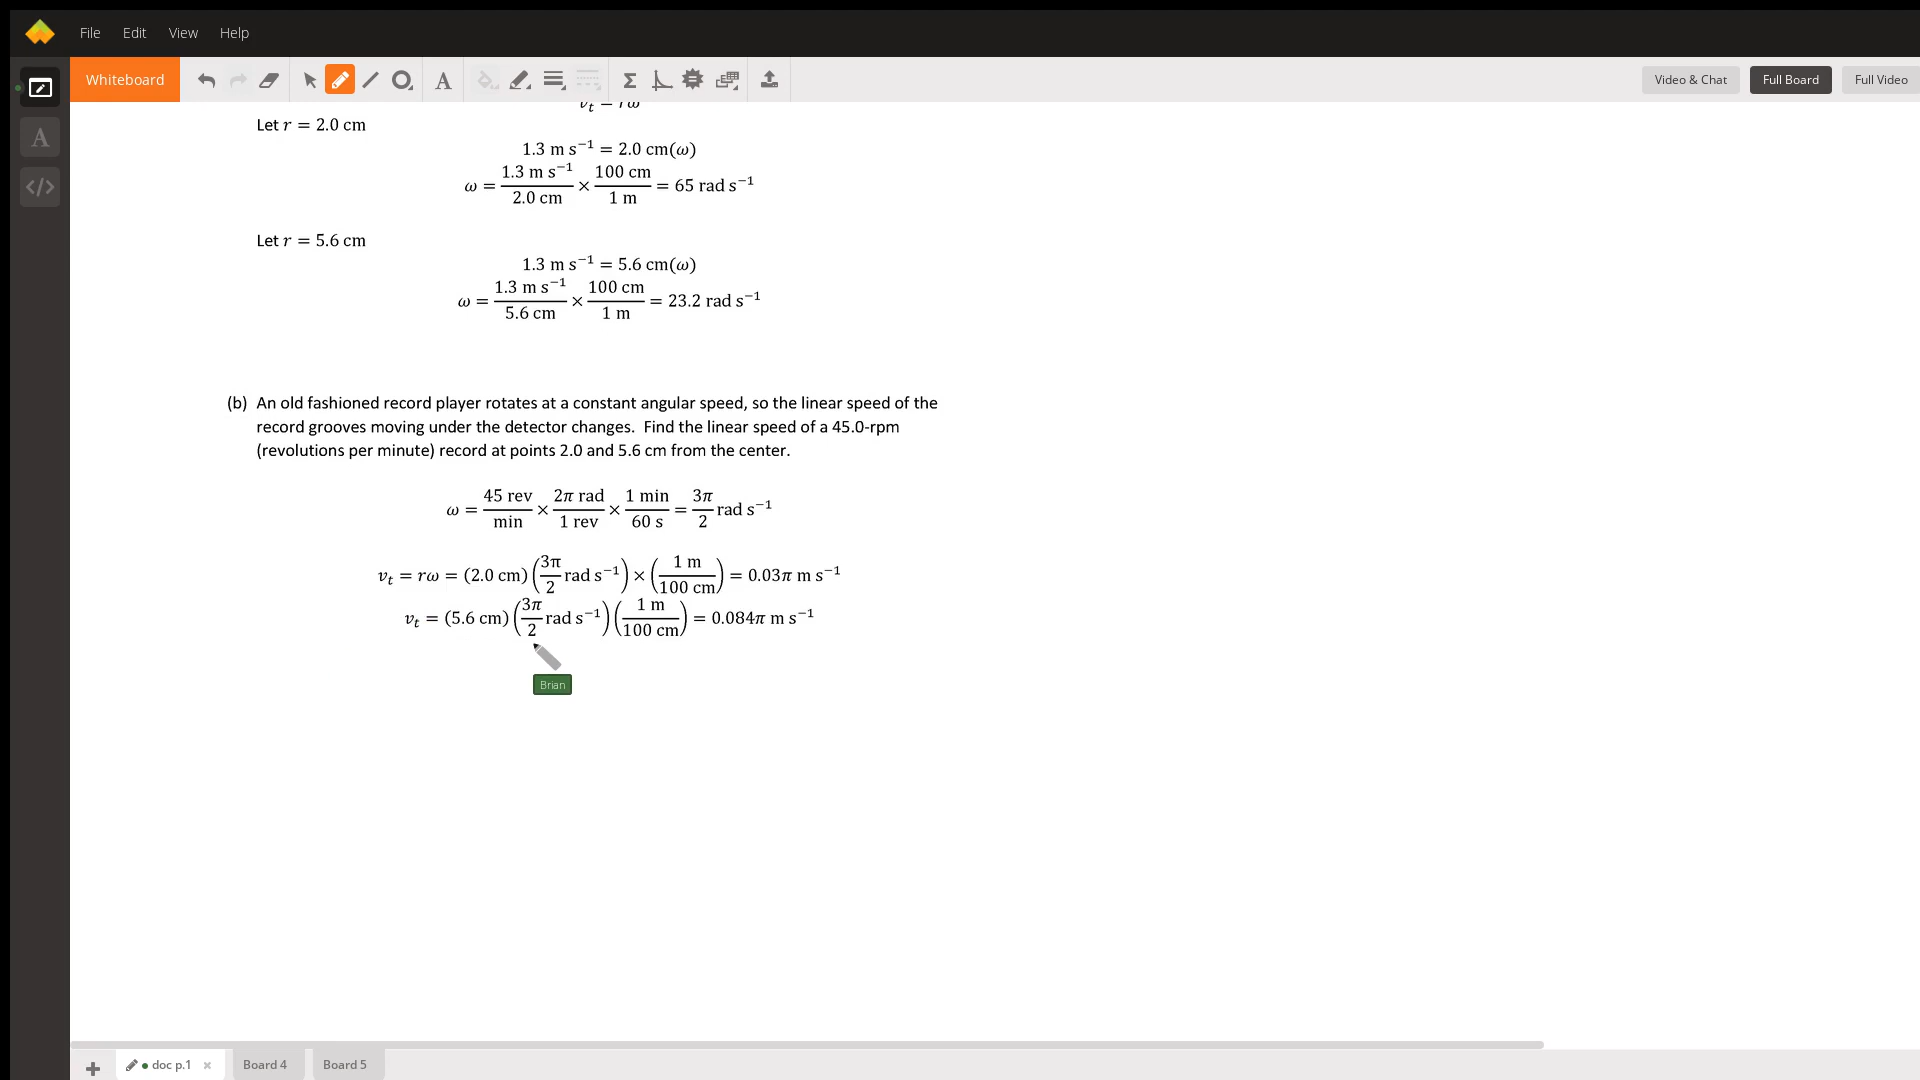 File Edit View Help
Whiteboard A Σ Video & Chat Full Board Full Video
A
</>
vₜ = rω
Let r = 2.0 cm
1.3 m s⁻¹ = 2.0 cm(ω)
ω = 1.3 m s⁻¹ / 2.0 cm × 100 cm / 1 m = 65 rad s⁻¹
Let r = 5.6 cm
1.3 m s⁻¹ = 5.6 cm(ω)
ω = 1.3 m s⁻¹ / 5.6 cm × 100 cm / 1 m = 23.2 rad s⁻¹
(b) An old fashioned record player rotates at a constant angular speed, so the linear speed of the
record grooves moving under the detector changes. Find the linear speed of a 45.0-rpm
(revolutions per minute) record at points 2.0 and 5.6 cm from the center.
ω = 45 rev / min × 2π rad / 1 rev × 1 min / 60 s = 3π / 2 rad s⁻¹
vₜ = rω = (2.0 cm) (3π / 2 rad s⁻¹) × (1 m / 100 cm) = 0.03π m s⁻¹
vₜ = (5.6 cm) (3π / 2 rad s⁻¹) (1 m / 100 cm) = 0.084π m s⁻¹
Brian
doc p.1 Board 4 Board 5